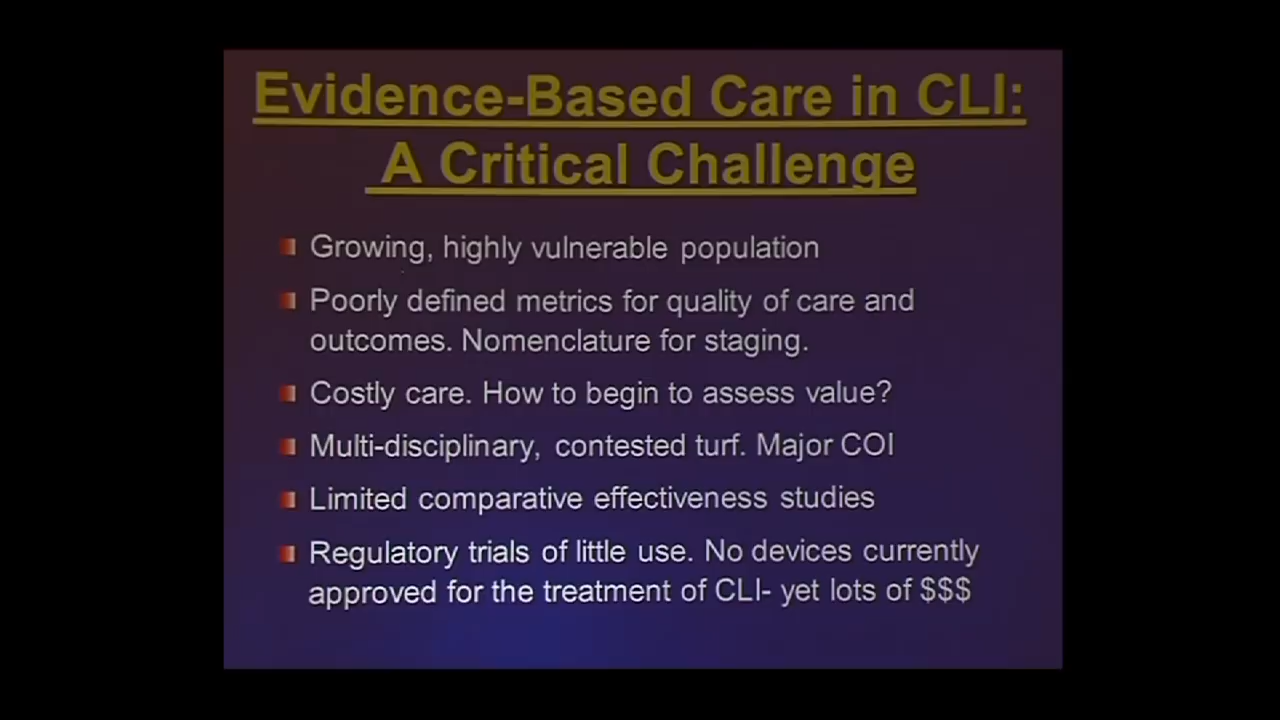 Evidence-Based Care in CLI:
A Critical Challenge
Growing, highly vulnerable population
Poorly defined metrics for quality of care and
outcomes. Nomenclature for staging.
Costly care. How to begin to assess value?
Multi-disciplinary, contested turf. Major COI
Limited comparative effectiveness studies
Regulatory trials of little use. No devices currently
approved for the treatment of CLI- yet lots of $$$